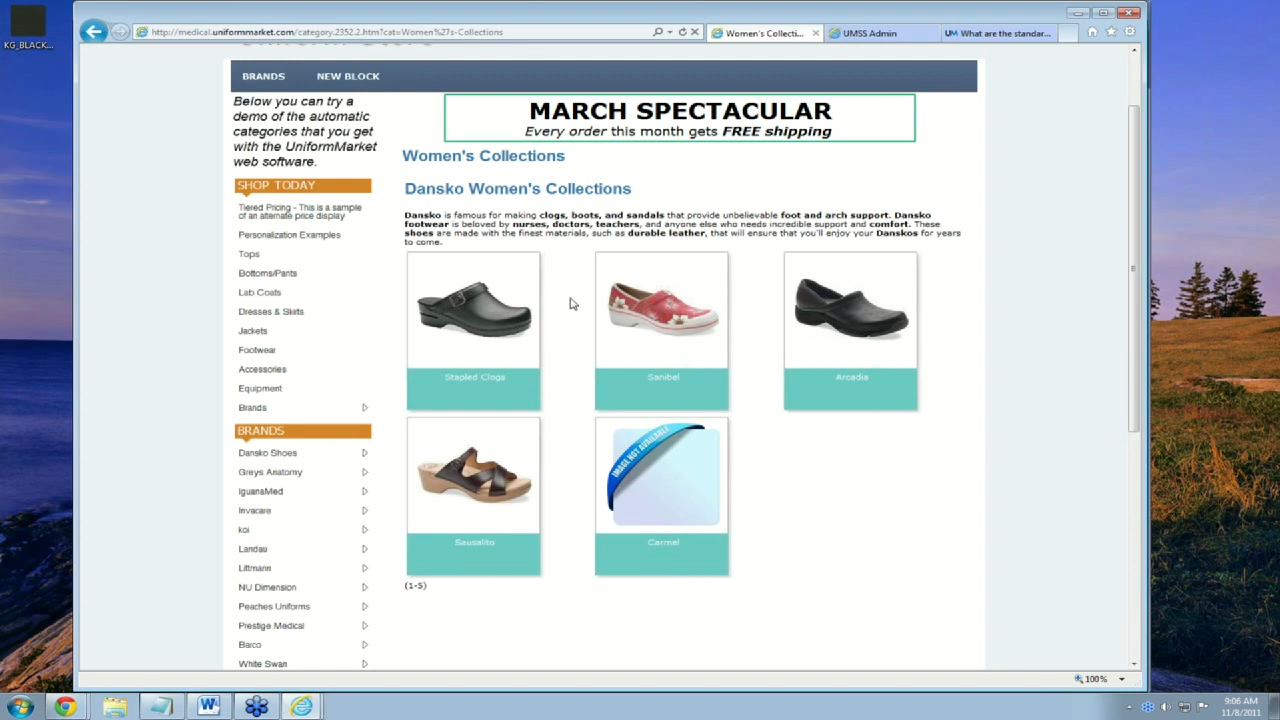 KG_BLACK...
http://medical.uniformmarket.com/category.2352.2.htm?cat=Women%27s-Collections
Women's Collecti...
UMSS Admin
UM What are the standar...
BRANDS
NEW BLOCK
Below you can try a
demo of the automatic
categories that you get
with the UniformMarket
web software.
MARCH SPECTACULAR
Every order this month gets FREE shipping
Women's Collections
SHOP TODAY
Tiered Pricing - This is a sample
of an alternate price display
Personalization Examples
Tops
Bottoms/Pants
Lab Coats
Dresses & Skirts
Jackets
Footwear
Accessories
Equipment
Brands
BRANDS
Dansko Shoes
Greys Anatomy
IguanaMed
Invacare
koi
Landau
Littmann
NU Dimension
Peaches Uniforms
Prestige Medical
Barco
White Swan
Dansko Women's Collections
Dansko is famous for making clogs, boots, and sandals that provide unbelievable foot and arch support. Dansko
footwear is beloved by nurses, doctors, teachers, and anyone else who needs incredible support and comfort. These
shoes are made with the finest materials, such as durable leather, that will ensure that you'll enjoy your Danskos for years
to come.
Stapled Clogs
Sanibel
Arcadia
IMAGE NOT AVAILABLE
Sausalito
Carmel
(1-5)
100%
9:06 AM
11/8/2011